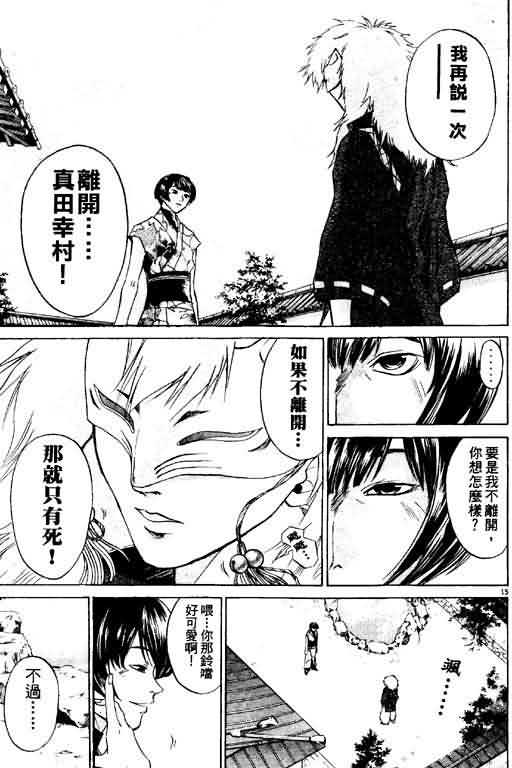 我再説一次
——
離開……
真田幸村！
………
要是我不離開，
你想怎麼樣？
如果不離開…
那就只有死！
15
颯……
喂…你那鈴噹
好可愛啊！
不過……